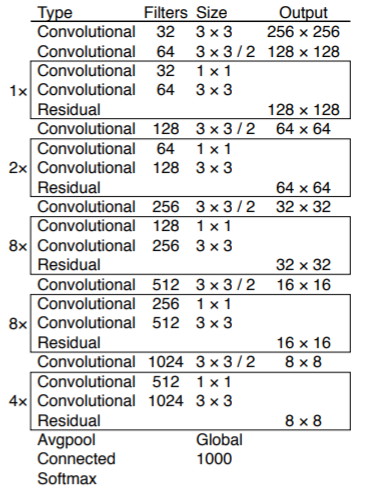 Type Filters Size Output
Convolutional 32 3 × 3 256 × 256
Convolutional 64 3 × 3 / 2 128 × 128
Convolutional 32 1 × 1
1× Convolutional 64 3 × 3
Residual 128 × 128
Convolutional 128 3 × 3 / 2 64 × 64
Convolutional 64 1 × 1
2× Convolutional 128 3 × 3
Residual 64 × 64
Convolutional 256 3 × 3 / 2 32 × 32
Convolutional 128 1 × 1
8× Convolutional 256 3 × 3
Residual 32 × 32
Convolutional 512 3 × 3 / 2 16 × 16
Convolutional 256 1 × 1
8× Convolutional 512 3 × 3
Residual 16 × 16
Convolutional 1024 3 × 3 / 2 8 × 8
Convolutional 512 1 × 1
4× Convolutional 1024 3 × 3
Residual 8 × 8
Avgpool Global
Connected 1000
Softmax